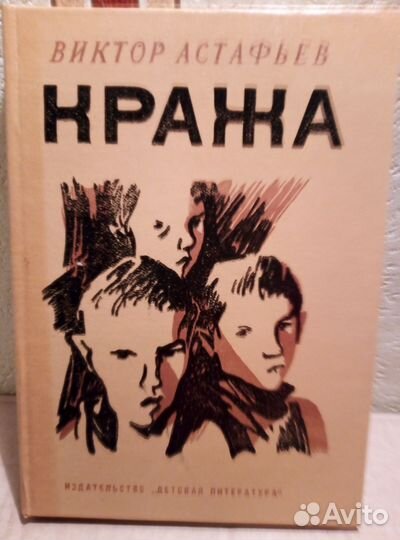 ВИКТОР АСТАФЬЕВ
КРАЖА
ИЗДАТЕЛЬСТВО „ДЕТСКАЯ ЛИТЕРАТУРА“
Avito